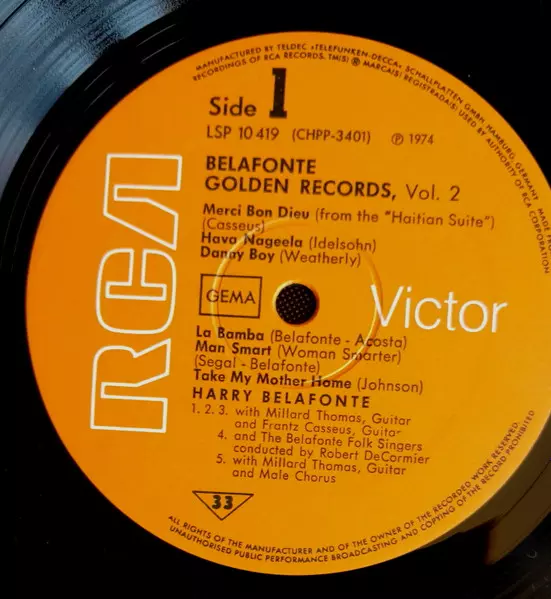 MANUFACTURED BY TELDEC »TELEFUNKEN-DECCA« SCHALLPLATTEN GMBH, HAMBURG, GERMANY
RECORDINGS OF RCA RECORDS. TM(S) ® MARCA(S) REGISTRADA(S) USED BY AUTHORITY OF RCA CORPORATION
Side 1
LSP 10 419 (CHPP-3401) ℗ 1974
BELAFONTE
GOLDEN RECORDS, Vol. 2
Merci Bon Dieu (from the "Haitian Suite")
(Casseus)
Hava Nageela (Idelsohn)
Danny Boy (Weatherly)
RCA
GEMA
Victor
La Bamba (Belafonte - Acosta)
Man Smart (Woman Smarter)
(Segal - Belafonte)
Take My Mother Home (Johnson)
HARRY BELAFONTE
1. 2. 3. with Millard Thomas, Guitar
and Frantz Casseus, Guitar
4. and The Belafonte Folk Singers
conducted by Robert DeCormier
5. with Millard Thomas, Guitar
and Male Chorus
33
ALL RIGHTS OF THE MANUFACTURER AND OF THE OWNER OF THE RECORDED WORK RESERVED.
UNAUTHORISED PUBLIC PERFORMANCE BROADCASTING AND COPYING OF THE RECORD PROHIBITED